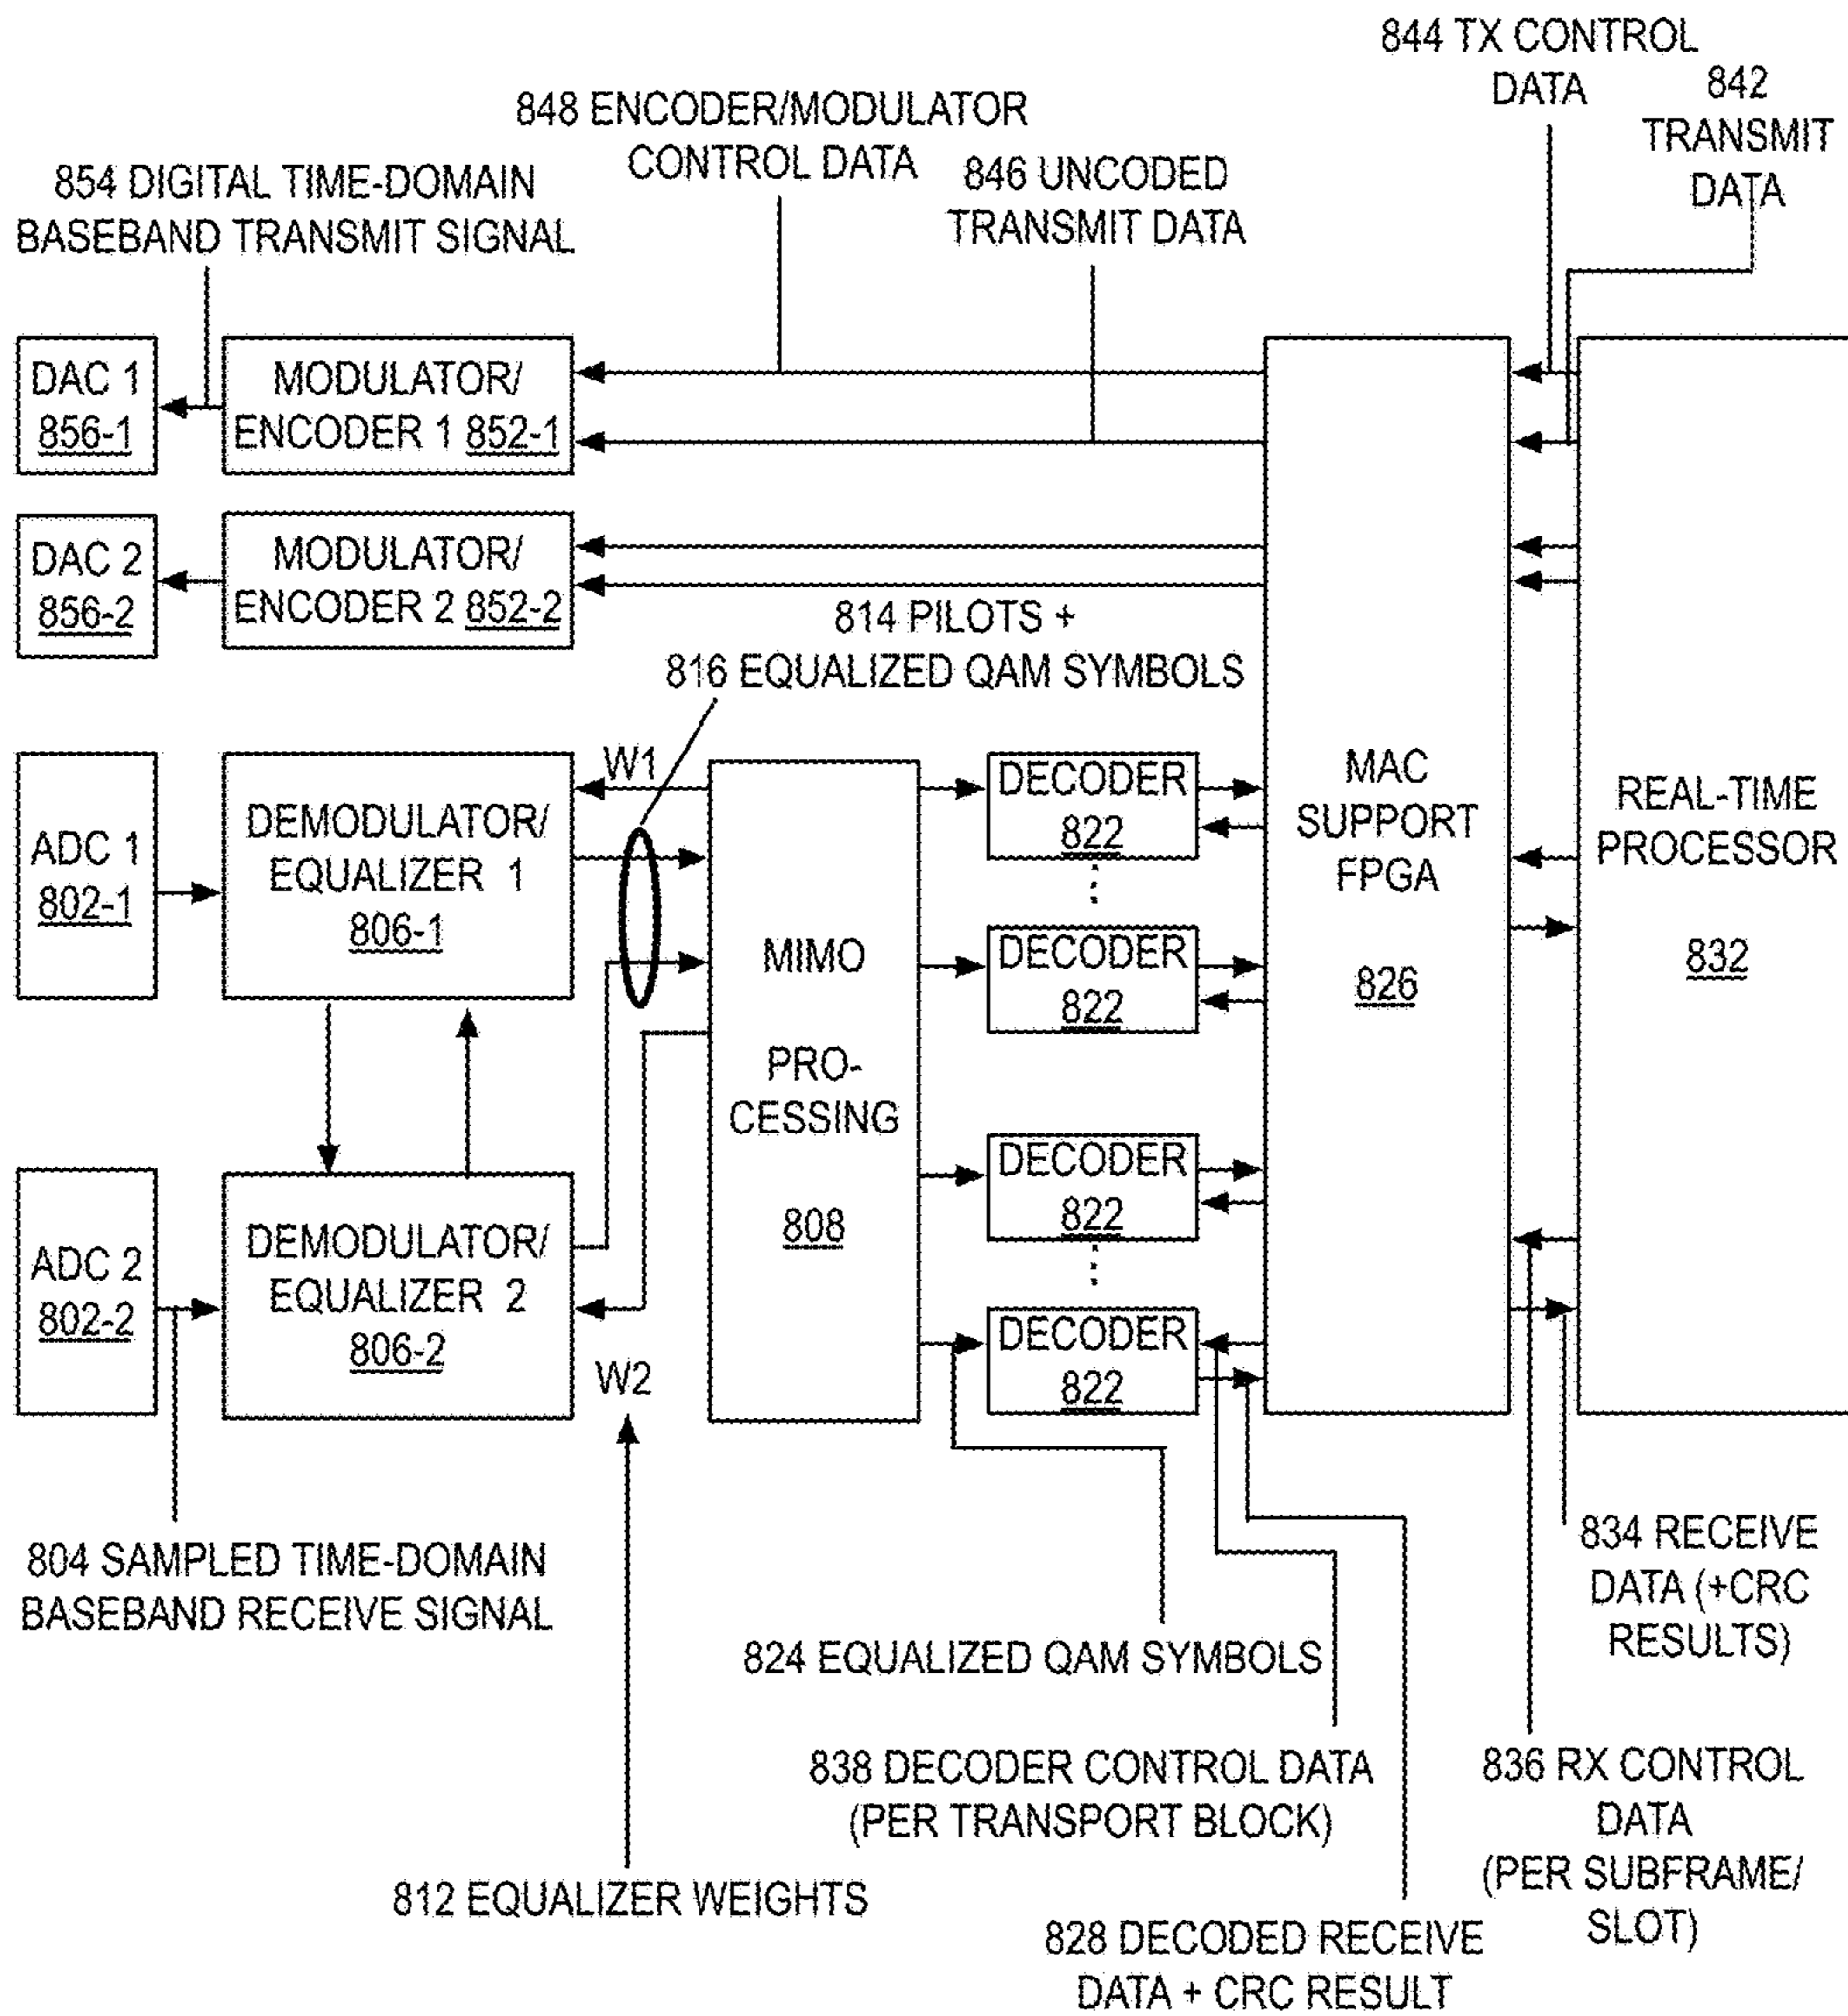 844 TX CONTROL
DATA
842
TRANSMIT
DATA
848 ENCODER/MODULATOR
CONTROL DATA
846 UNCODED
TRANSMIT DATA
854 DIGITAL TIME-DOMAIN
BASEBAND TRANSMIT SIGNAL
DAC 1
856-1
MODULATOR/
ENCODER 1 852-1
DAC 2
856-2
MODULATOR/
ENCODER 2 852-2
814 PILOTS +
816 EQUALIZED QAM SYMBOLS
ADC 1
802-1
DEMODULATOR/
EQUALIZER 1
806-1
W1
ADC 2
802-2
DEMODULATOR/
EQUALIZER 2
806-2
W2
MIMO
PRO-
CESSING
808
DECODER
822
DECODER
822
DECODER
822
DECODER
822
MAC
SUPPORT
FPGA
826
REAL-TIME
PROCESSOR
832
804 SAMPLED TIME-DOMAIN
BASEBAND RECEIVE SIGNAL
812 EQUALIZER WEIGHTS
824 EQUALIZED QAM SYMBOLS
838 DECODER CONTROL DATA
(PER TRANSPORT BLOCK)
828 DECODED RECEIVE
DATA + CRC RESULT
834 RECEIVE
DATA (+CRC
RESULTS)
836 RX CONTROL
DATA
(PER SUBFRAME/
SLOT)